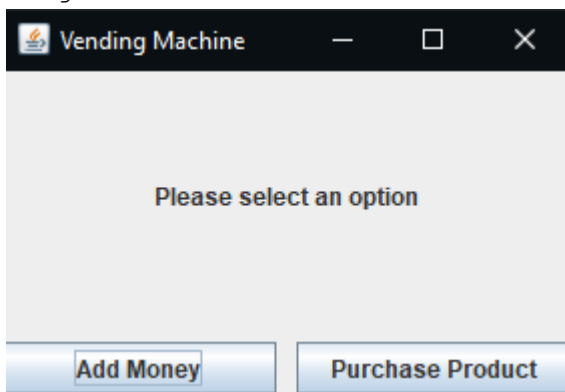 Vending Machine
Please select an option
Add Money
Purchase Product